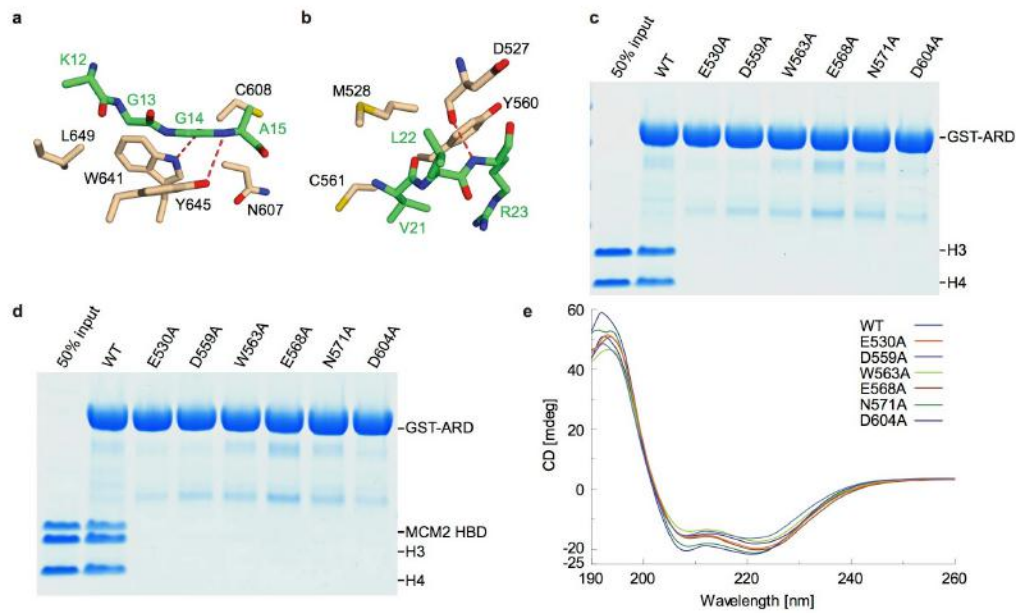 a
K12
G13
G14
C608
A15
L649
W641
Y645
N607
b
D527
M528
Y560
L22
C561
V21
R23
c
50% input
WT
E530A
D559A
W563A
E568A
N571A
D604A
GST-ARD
H3
H4
d
50% input
WT
E530A
D559A
W563A
E568A
N571A
D604A
GST-ARD
MCM2 HBD
H3
H4
e
60
40
20
0
-20
-25
CD [mdeg]
WT
E530A
D559A
W563A
E568A
N571A
D604A
190 200 220 240 260
Wavelength [nm]